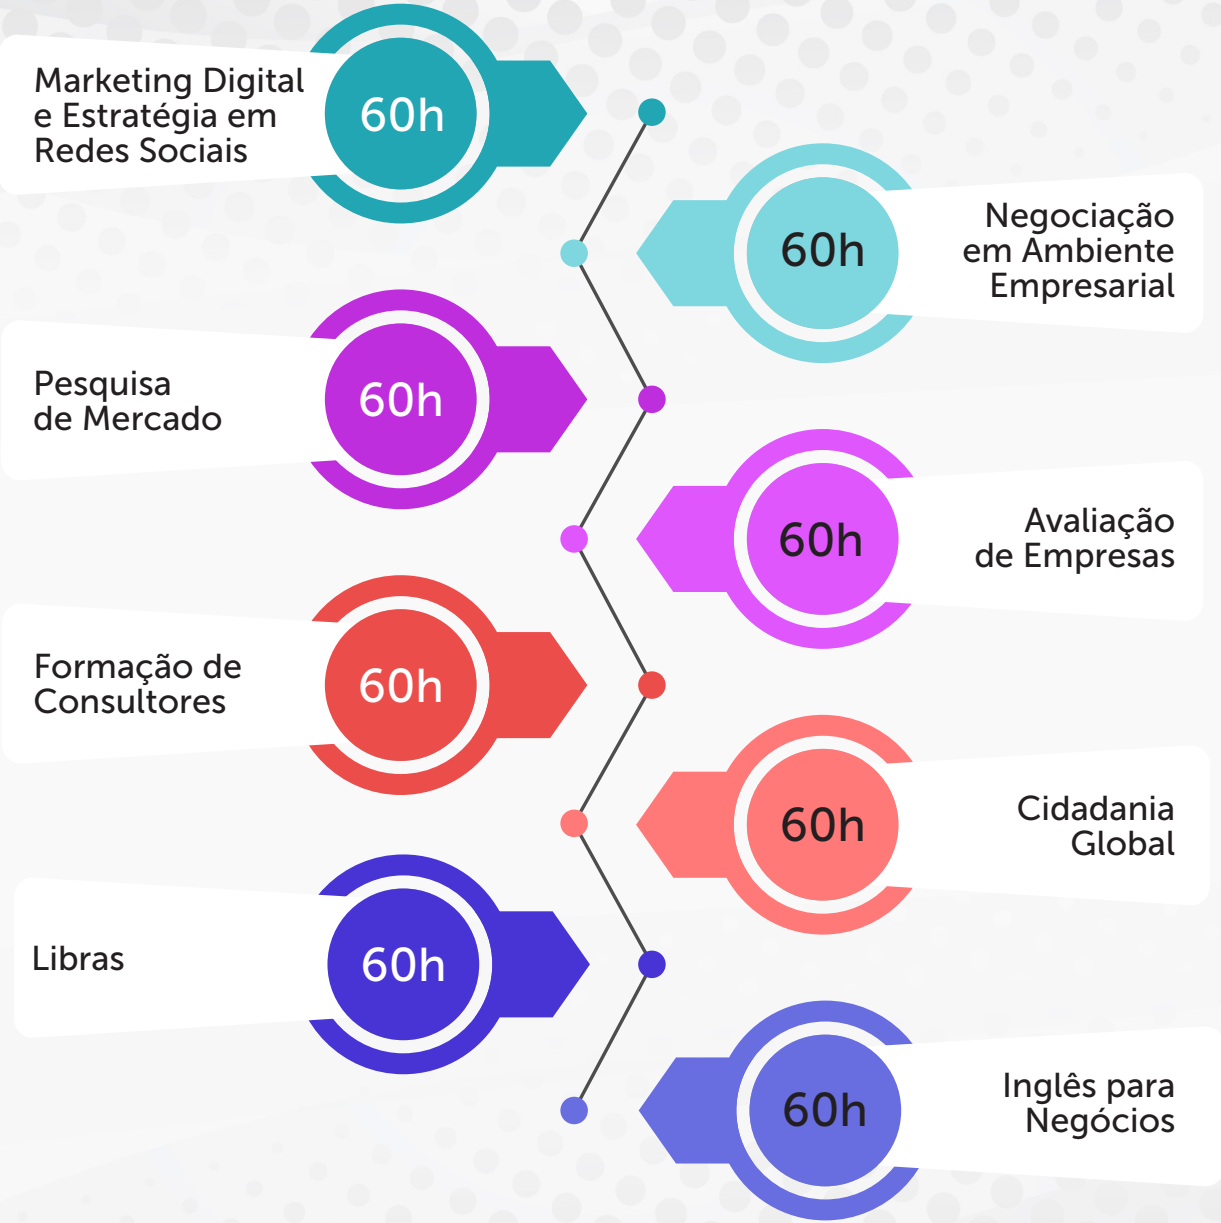 Marketing Digital
e Estratégia em
Redes Sociais
60h
60h
Negociação
em Ambiente
Empresarial
Pesquisa
de Mercado
60h
60h
Avaliação
de Empresas
Formação de
Consultores
60h
60h
Cidadania
Global
Libras
60h
60h
Inglês para
Negócios